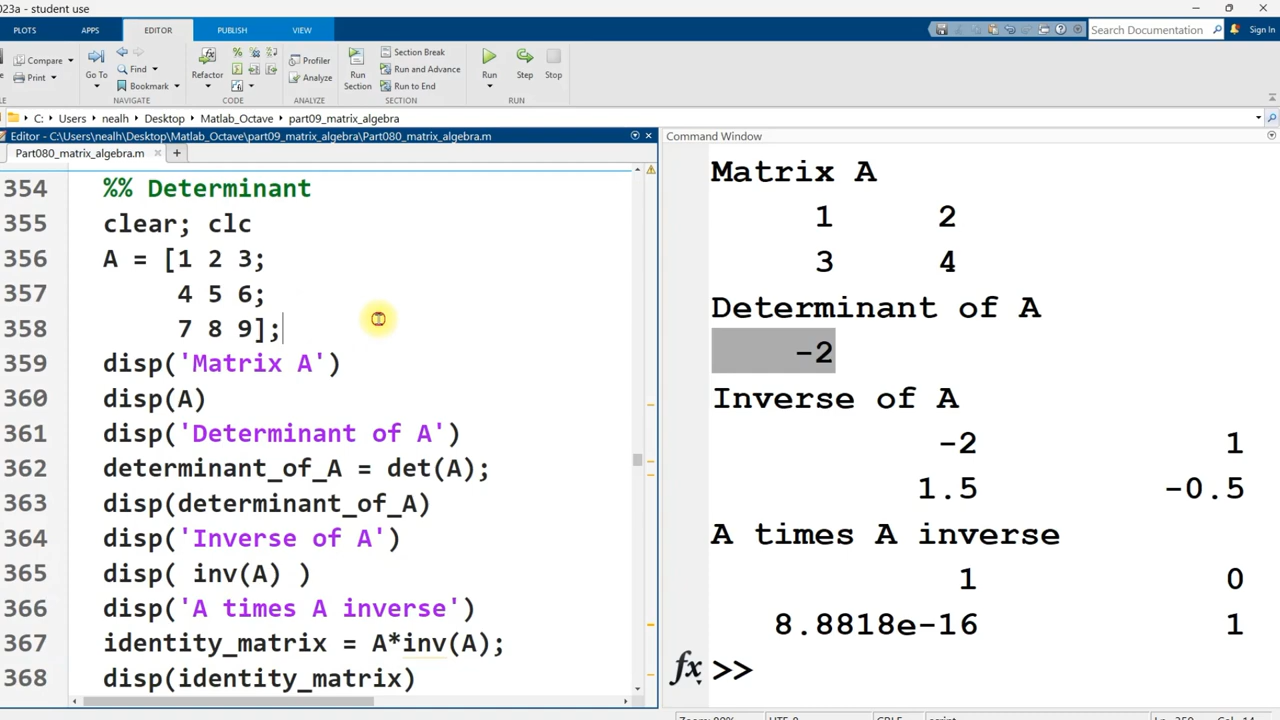 023a - student use
PLOTS APPS EDITOR PUBLISH VIEW
Search Documentation Sign In
Compare
Print
Go To
Find
Bookmark
NAVIGATE
Refactor
CODE
Profiler
Analyze
ANALYZE
Run Section
Section Break
Run and Advance
Run to End
SECTION
Run
Step
Stop
RUN
C: Users nealh Desktop Matlab_Octave part09_matrix_algebra
Editor - C:\Users\nealh\Desktop\Matlab_Octave\part09_matrix_algebra\Part080_matrix_algebra.m
Part080_matrix_algebra.m
354 %% Determinant
355 clear; clc
356 A = [1 2 3;
357 4 5 6;
358 7 8 9];
359 disp('Matrix A')
360 disp(A)
361 disp('Determinant of A')
362 determinant_of_A = det(A);
363 disp(determinant_of_A)
364 disp('Inverse of A')
365 disp( inv(A) )
366 disp('A times A inverse')
367 identity_matrix = A*inv(A);
368 disp(identity_matrix)
Command Window
Matrix A
1 2
3 4
Determinant of A
-2
Inverse of A
-2 1
1.5 -0.5
A times A inverse
1 0
8.8818e-16 1
fx >>